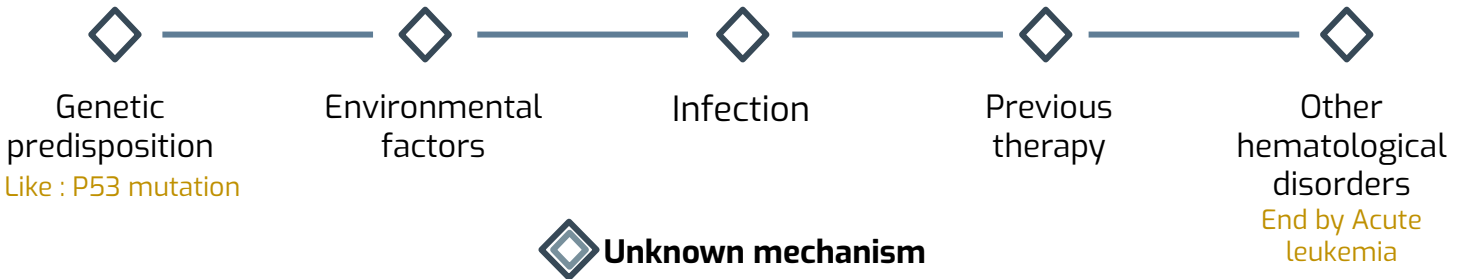 Genetic
predisposition
Like : P53 mutation
Environmental
factors
Infection
Previous
therapy
Other
hematological
disorders
End by Acute
leukemia
Unknown mechanism